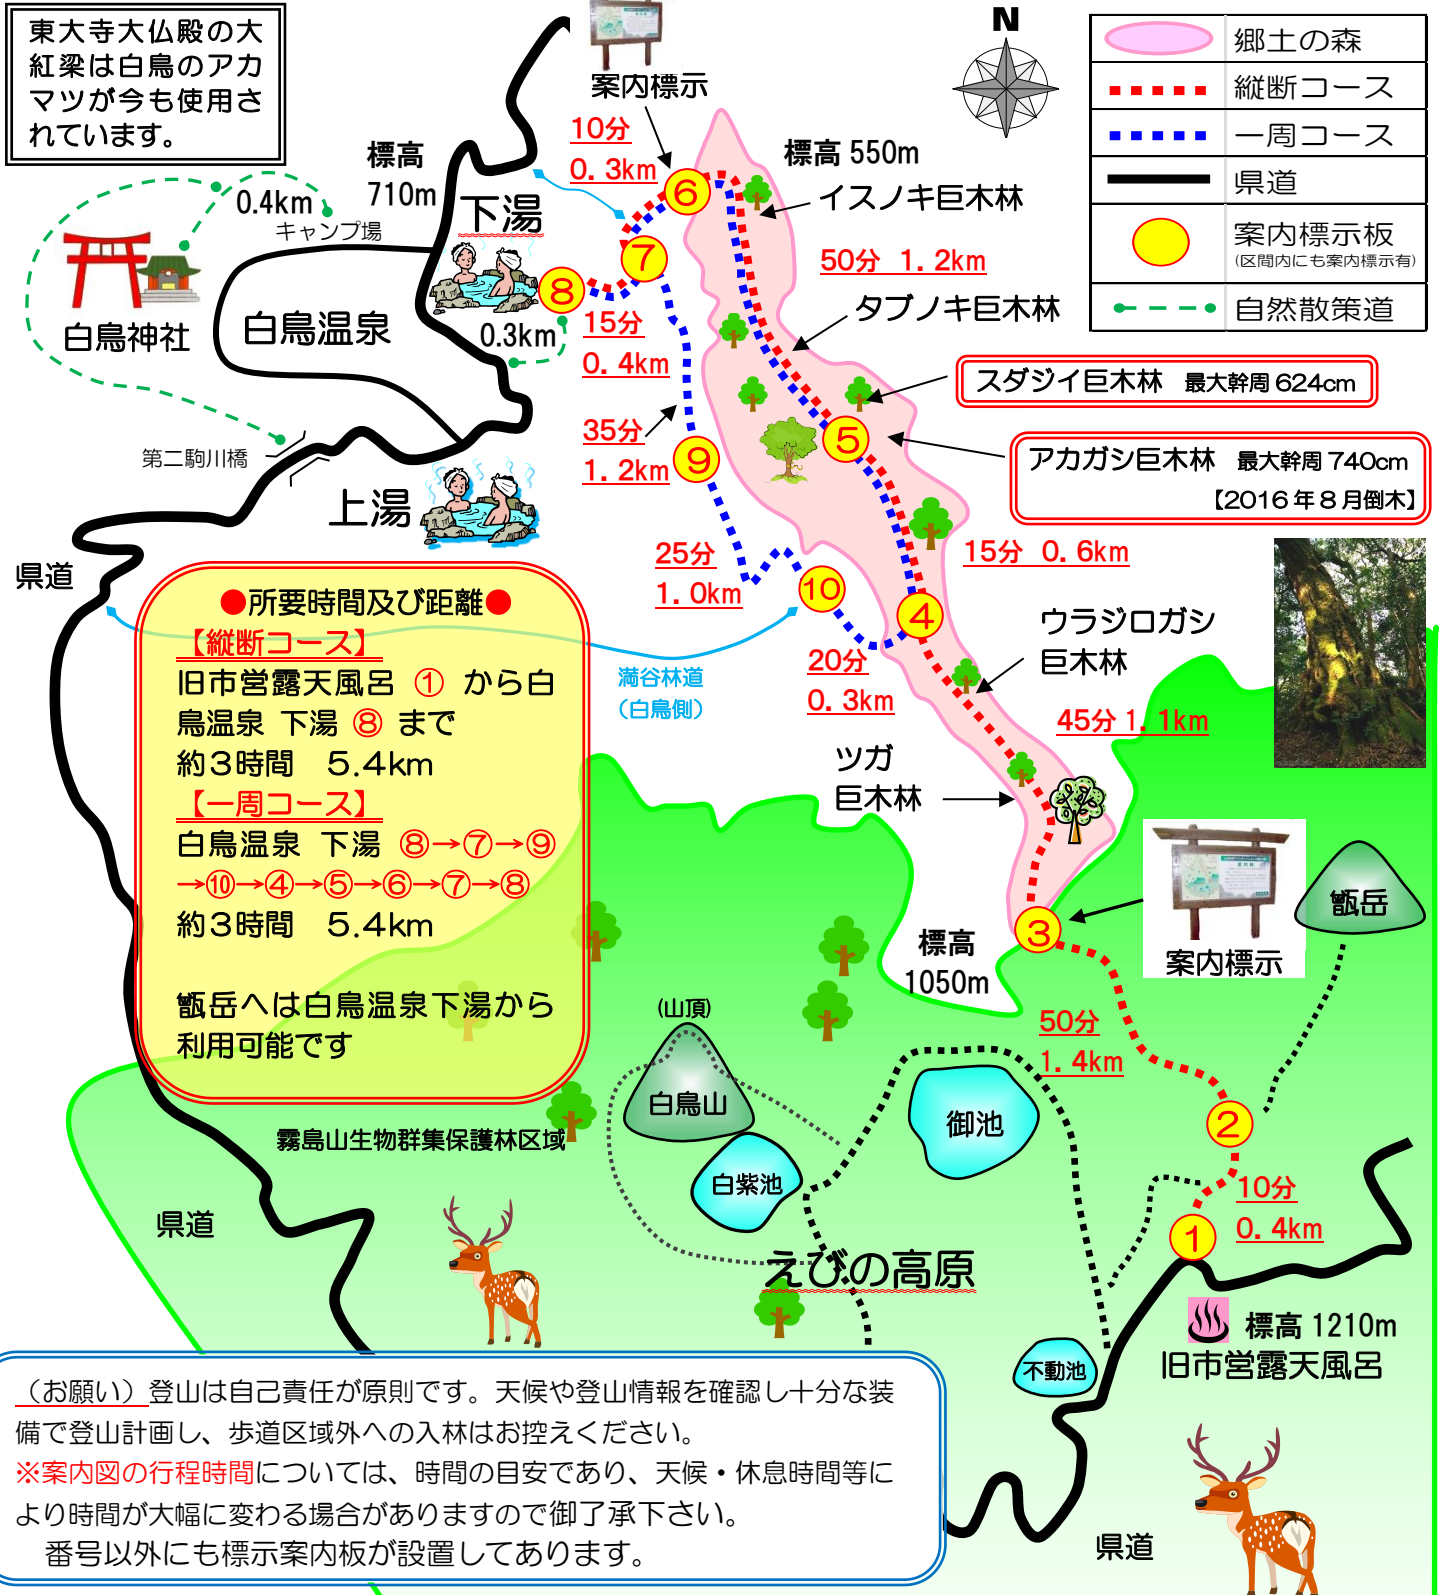 東大寺大仏殿の大
紅梁は白鳥のアカ
マツが今も使用さ
れています。
案内標示
N
郷土の森
縦断コース
一周コース
県道
案内標示板
(区間内にも案内標示有)
自然散策道
10分
0.3km
標高
710m
下湯
0.4km
キャンプ場
白鳥神社
白鳥温泉
0.3km
第二駒川橋
上湯
県道
標高 550m
イスノキ巨木林
50分 1.2km
タブノキ巨木林
スダジイ巨木林 最大幹周 624cm
アカガシ巨木林 最大幹周 740cm
【2016年8月倒木】
⑥
⑦
⑧
15分
0.4km
35分
1.2km
⑨
⑤
25分
1.0km
⑩
15分 0.6km
④
20分
0.3km
満谷林道
(白鳥側)
ウラジロガシ
巨木林
45分 1.1km
ツガ
巨木林
●所要時間及び距離●
【縦断コース】
旧市営露天風呂 ① から白
鳥温泉 下湯 ⑧ まで
約3時間 5.4km
【一周コース】
白鳥温泉 下湯 ⑧→⑦→⑨
→⑩→④→⑤→⑥→⑦→⑧
約3時間 5.4km
甑岳へは白鳥温泉下湯から
利用可能です
③
案内標示
甑岳
標高
1050m
50分
1.4km
(山頂)
白鳥山
御池
白紫池
霧島山生物群集保護林区域
県道
えびの高原
②
10分
0.4km
①
標高 1210m
旧市営露天風呂
不動池
県道
(お願い)登山は自己責任が原則です。天候や登山情報を確認し十分な装
備で登山計画し、歩道区域外への入林はお控えください。
※案内図の行程時間については、時間の目安であり、天候・休息時間等に
より時間が大幅に変わる場合がありますので御了承下さい。
番号以外にも標示案内板が設置してあります。